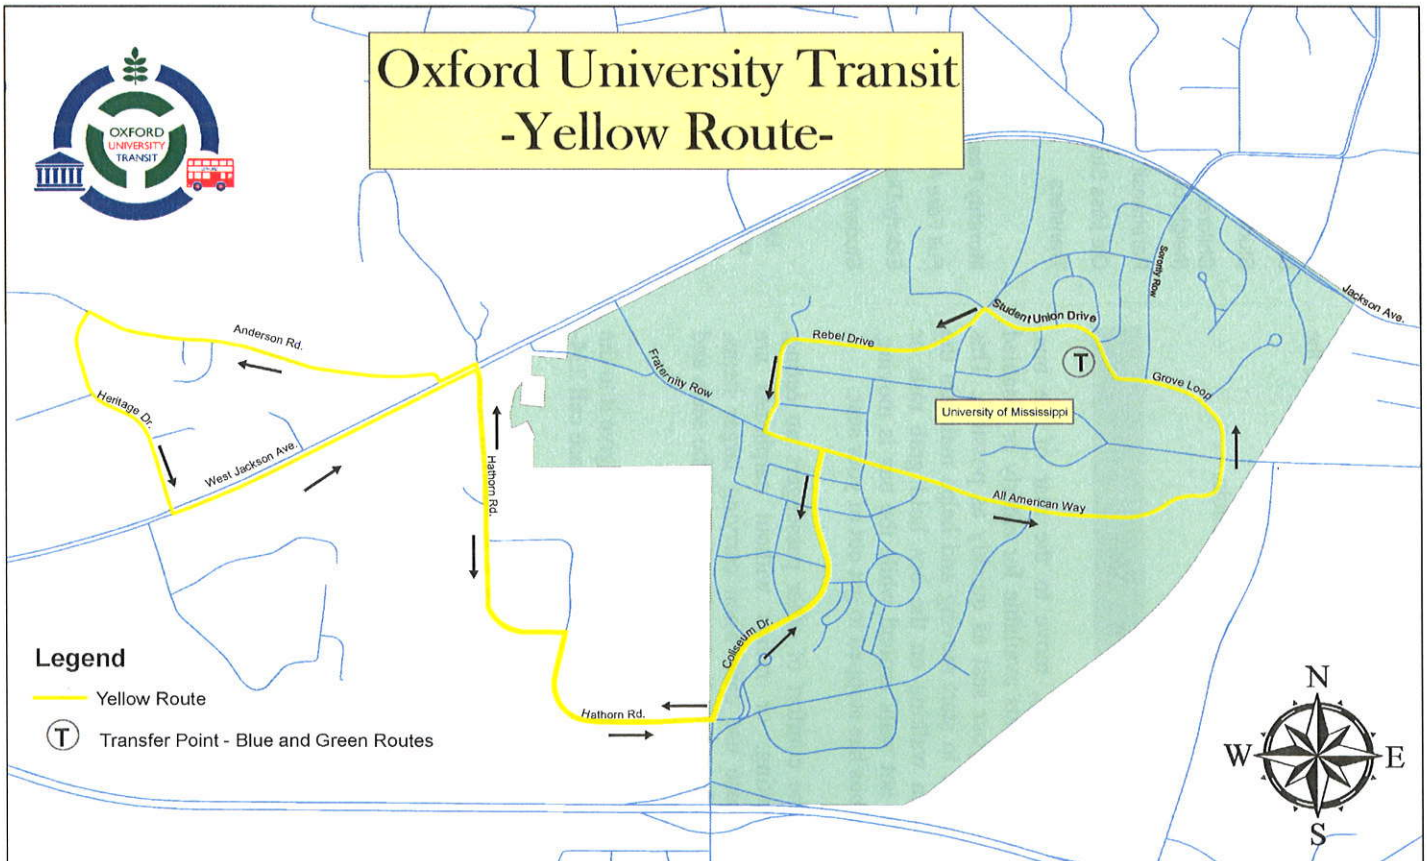 Oxford University Transit
-Yellow Route-
OXFORD
UNIVERSITY
TRANSIT
Sorority Row
Jackson Ave.
Student Union Drive
Anderson Rd.
Rebel Drive
T
Fraternity Row
Grove Loop
Heritage Dr.
University of Mississippi
West Jackson Ave.
Hathorn Rd.
All American Way
Coliseum Dr.
Hathorn Rd.
Legend
Yellow Route
T Transfer Point - Blue and Green Routes
N
W E
S